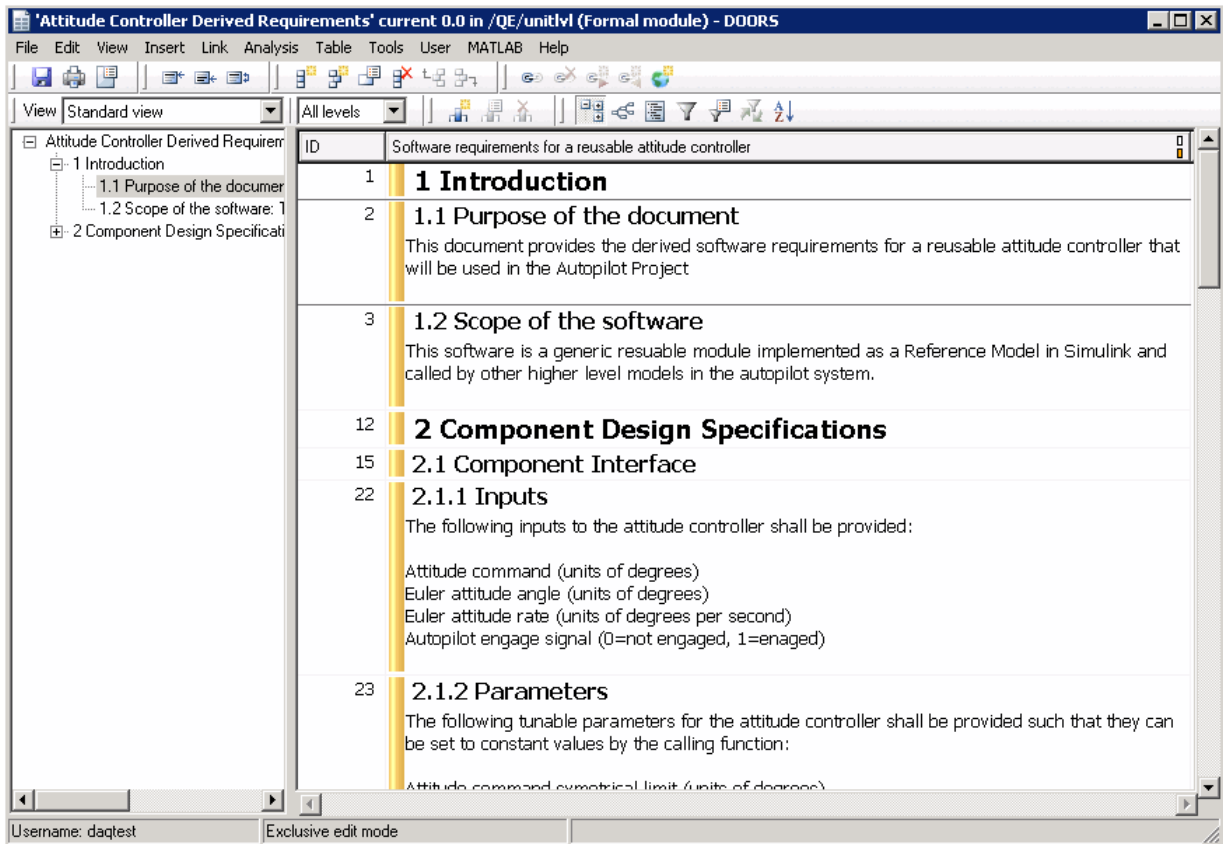 'Attitude Controller Derived Requirements' current 0.0 in /QE/unitlvl (Formal module) - DOORS
File Edit View Insert Link Analysis Table Tools User MATLAB Help
View Standard view All levels
Attitude Controller Derived Requirem
1 Introduction
1.1 Purpose of the documer
1.2 Scope of the software: T
2 Component Design Specificati
ID Software requirements for a reusable attitude controller
1 1 Introduction
2 1.1 Purpose of the document
This document provides the derived software requirements for a reusable attitude controller that
will be used in the Autopilot Project
3 1.2 Scope of the software
This software is a generic resuable module implemented as a Reference Model in Simulink and
called by other higher level models in the autopilot system.
12 2 Component Design Specifications
15 2.1 Component Interface
22 2.1.1 Inputs
The following inputs to the attitude controller shall be provided:
Attitude command (units of degrees)
Euler attitude angle (units of degrees)
Euler attitude rate (units of degrees per second)
Autopilot engage signal (0=not engaged, 1=enaged)
23 2.1.2 Parameters
The following tunable parameters for the attitude controller shall be provided such that they can
be set to constant values by the calling function:
Attitude command symetrical limit (units of degrees)
Username: daqtest Exclusive edit mode